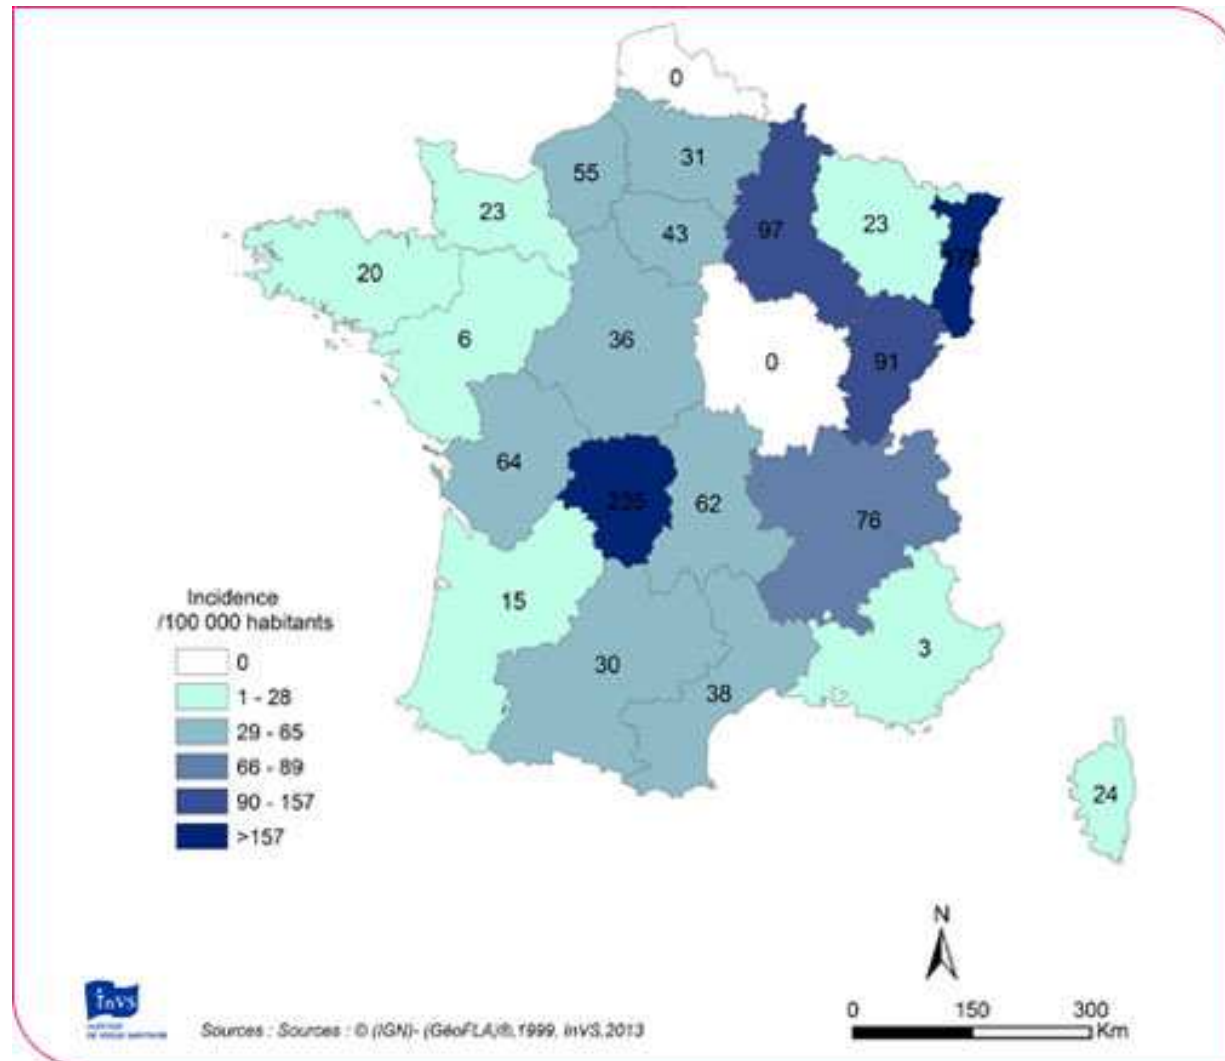 0
31
55
97
23
23
43
20
6
36
0
91
64
62
76
15
30
38
3
24
Incidence
/100 000 habitants
0
1 - 28
29 - 65
66 - 89
90 - 157
>157
N
0 150 300
Km
InVS
Sources : Sources : © (IGN)- (GéoFLA)®,1999, InVS,2013